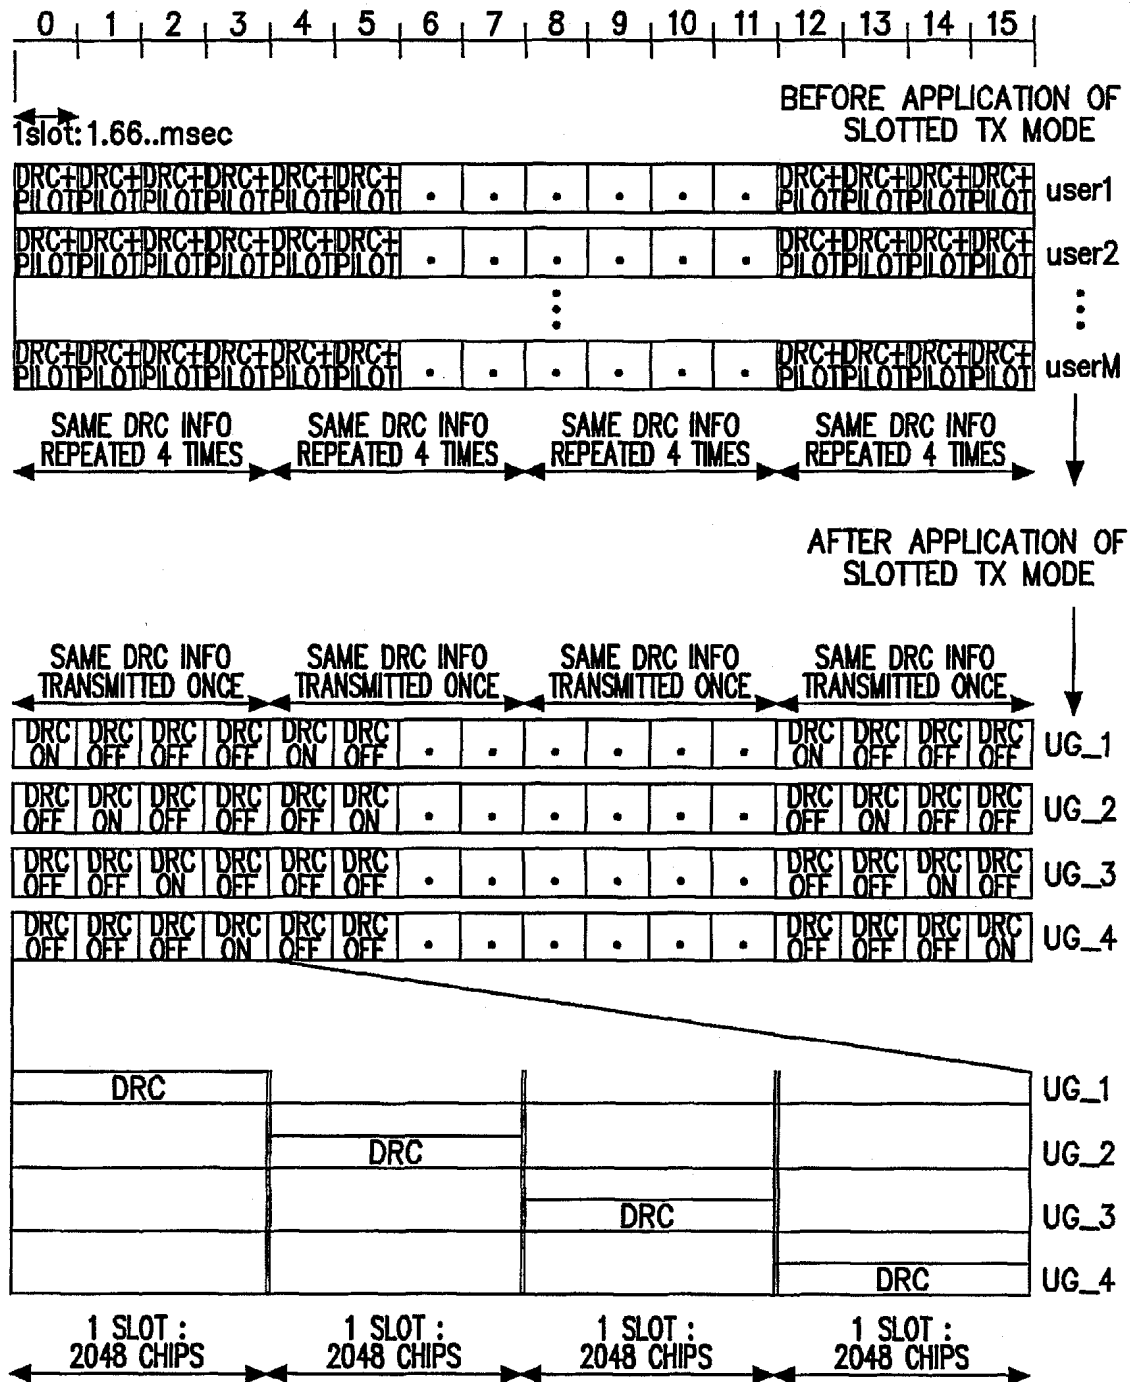 0 1 2 3 4 5 6 7 8 9 10 11 12 13 14 15
BEFORE APPLICATION OF
SLOTTED TX MODE
1slot: 1.66..msec
DRC+ DRC+ DRC+ DRC+ DRC+ DRC+ DRC+ DRC+ DRC+ DRC+
PILOT PILOT PILOT PILOT PILOT PILOT . . . . . . PILOT PILOT PILOT PILOT user1
DRC+ DRC+ DRC+ DRC+ DRC+ DRC+ DRC+ DRC+ DRC+ DRC+
PILOT PILOT PILOT PILOT PILOT PILOT . . . . . . PILOT PILOT PILOT PILOT user2
DRC+ DRC+ DRC+ DRC+ DRC+ DRC+ DRC+ DRC+ DRC+ DRC+
PILOT PILOT PILOT PILOT PILOT PILOT . . . . . . PILOT PILOT PILOT PILOT userM
SAME DRC INFO SAME DRC INFO SAME DRC INFO SAME DRC INFO
REPEATED 4 TIMES REPEATED 4 TIMES REPEATED 4 TIMES REPEATED 4 TIMES
AFTER APPLICATION OF
SLOTTED TX MODE
SAME DRC INFO SAME DRC INFO SAME DRC INFO SAME DRC INFO
TRANSMITTED ONCE TRANSMITTED ONCE TRANSMITTED ONCE TRANSMITTED ONCE
DRC DRC DRC DRC DRC DRC DRC DRC DRC DRC
ON OFF OFF OFF ON OFF . . . . . . ON OFF OFF OFF UG_1
DRC DRC DRC DRC DRC DRC DRC DRC DRC DRC
OFF ON OFF OFF OFF ON . . . . . . OFF ON OFF OFF UG_2
DRC DRC DRC DRC DRC DRC DRC DRC DRC DRC
OFF OFF ON OFF OFF OFF . . . . . . OFF OFF ON OFF UG_3
DRC DRC DRC DRC DRC DRC DRC DRC DRC DRC
OFF OFF OFF ON OFF OFF . . . . . . OFF OFF OFF ON UG_4
DRC UG_1
DRC UG_2
DRC UG_3
DRC UG_4
1 SLOT : 1 SLOT : 1 SLOT : 1 SLOT :
2048 CHIPS 2048 CHIPS 2048 CHIPS 2048 CHIPS